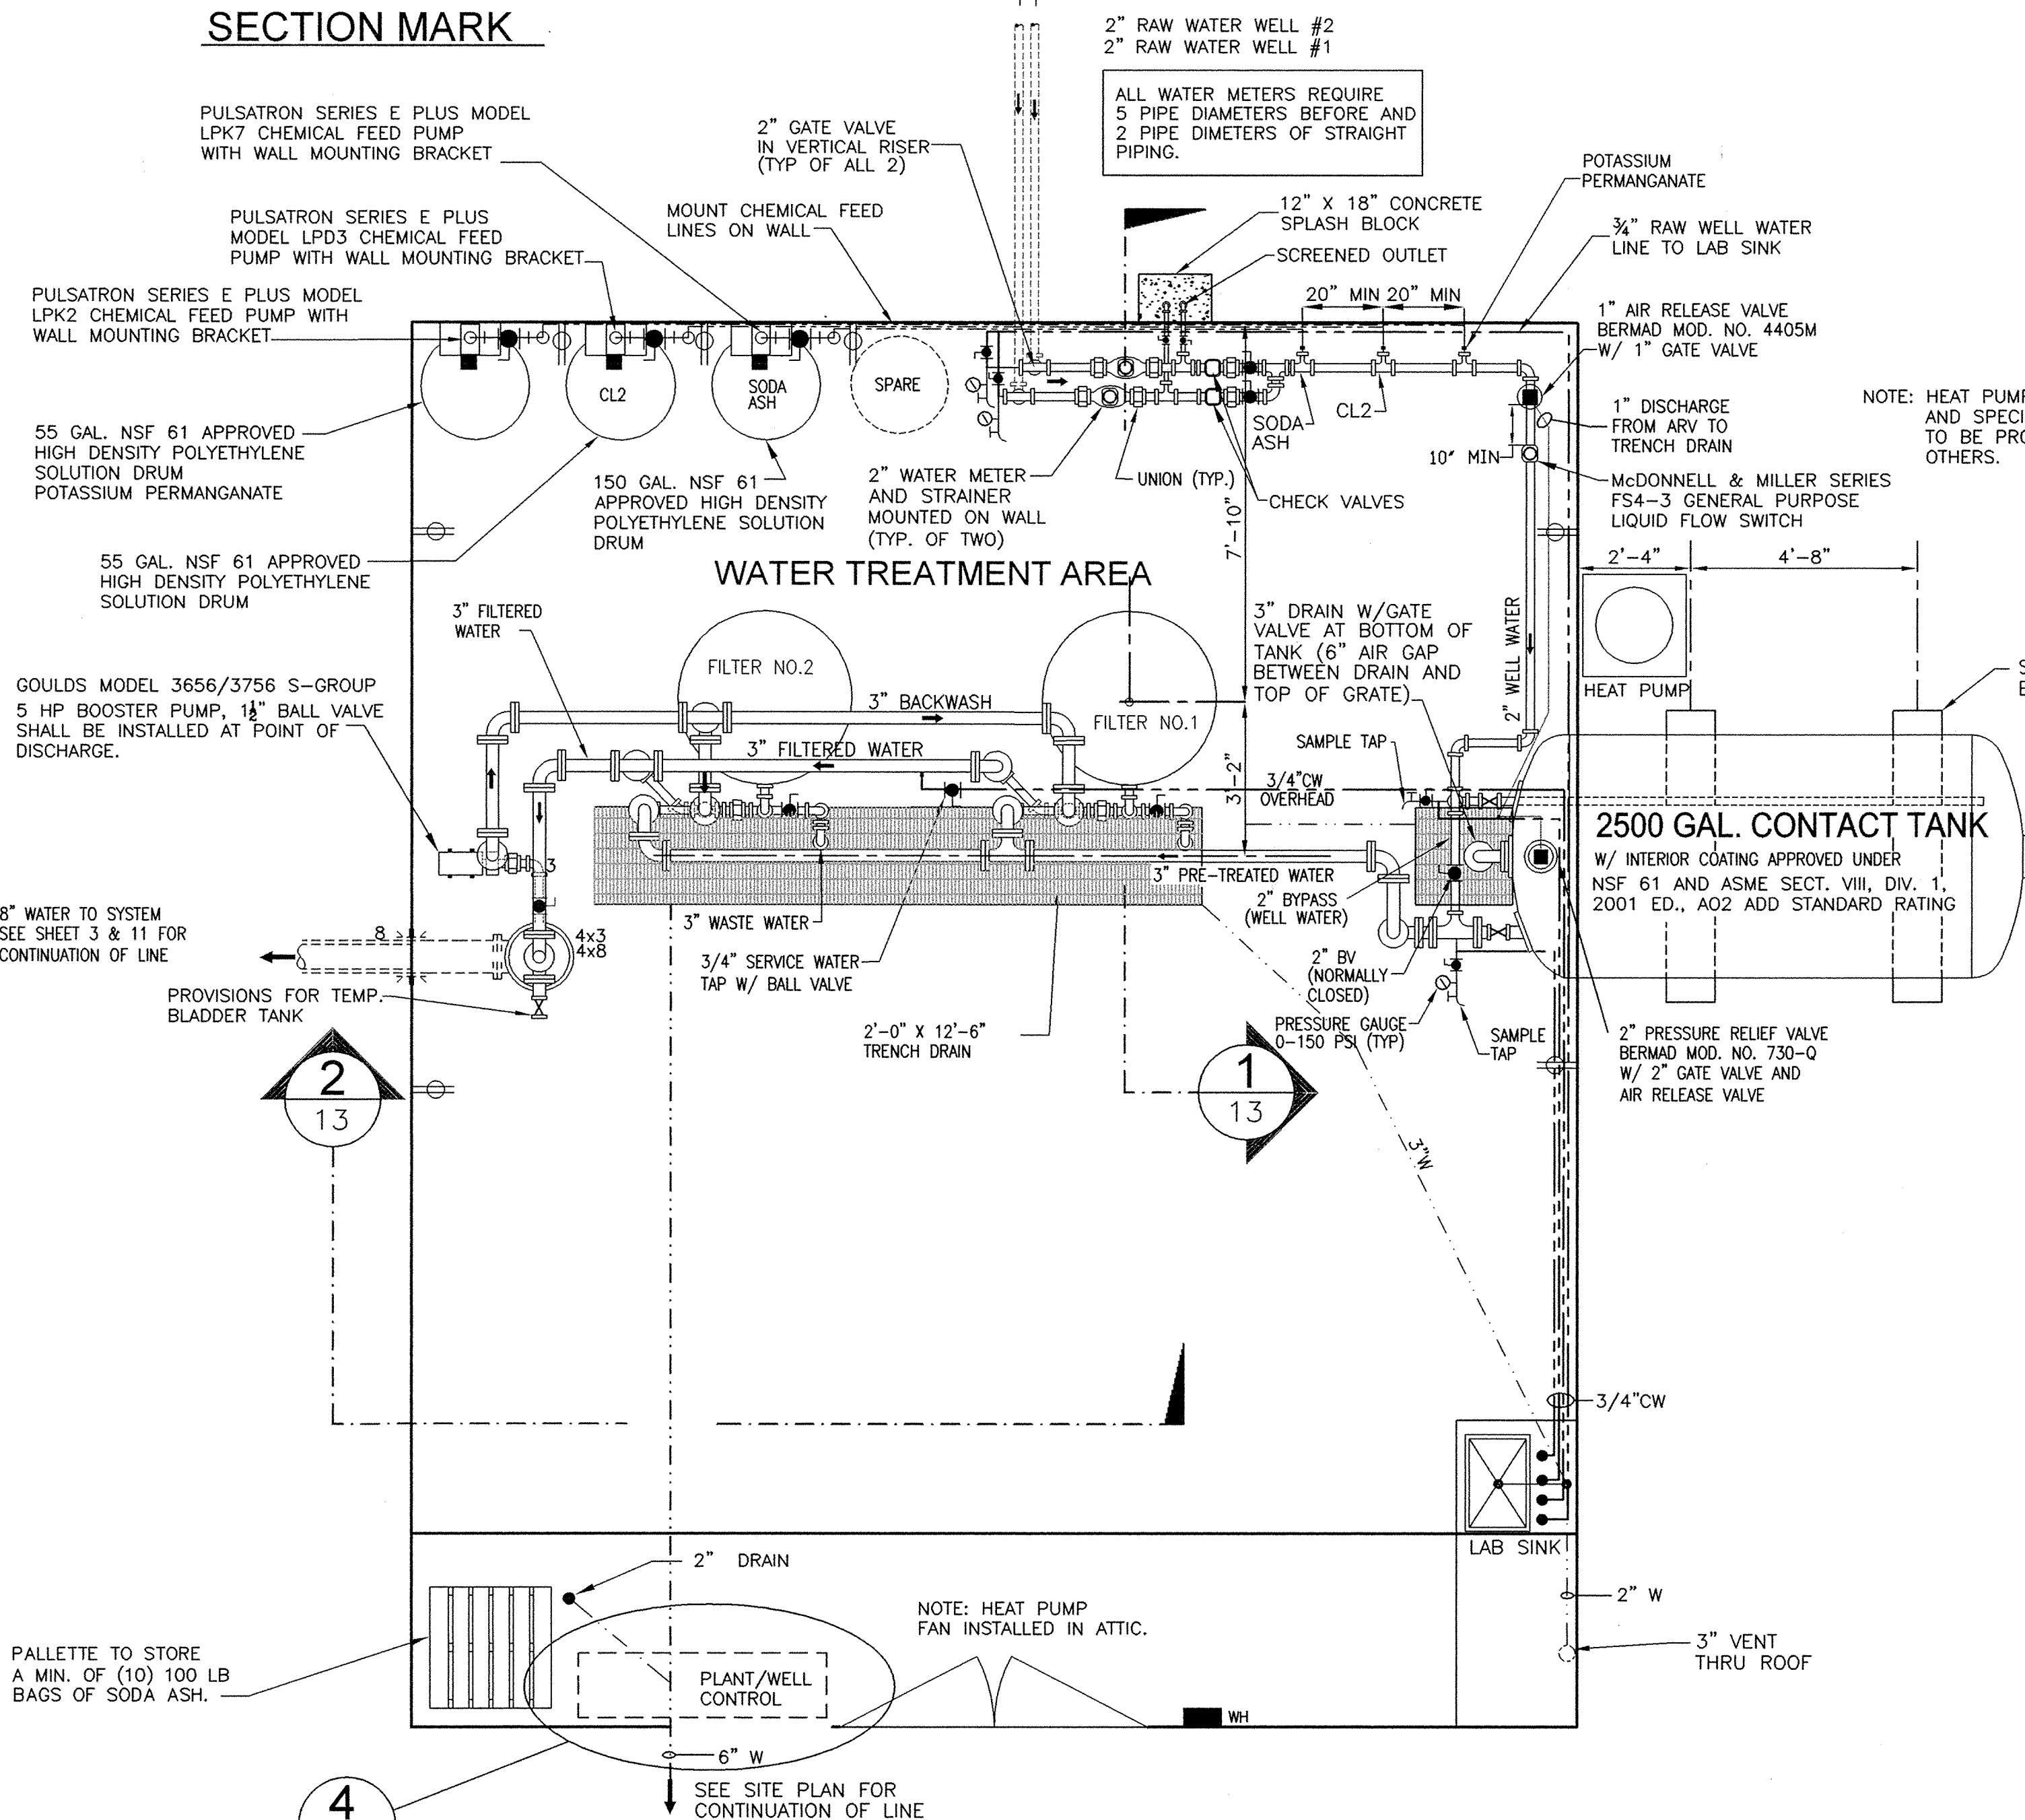 SECTION MARK
2" RAW WATER WELL #2
2" RAW WATER WELL #1
ALL WATER METERS REQUIRE
5 PIPE DIAMETERS BEFORE AND
2 PIPE DIMETERS OF STRAIGHT
PIPING.
PULSATRON SERIES E PLUS MODEL
LPK7 CHEMICAL FEED PUMP
WITH WALL MOUNTING BRACKET
2" GATE VALVE
IN VERTICAL RISER
(TYP OF ALL 2)
POTASSIUM
PERMANGANATE
PULSATRON SERIES E PLUS
MODEL LPD3 CHEMICAL FEED
PUMP WITH WALL MOUNTING BRACKET
MOUNT CHEMICAL FEED
LINES ON WALL
12" X 18" CONCRETE
SPLASH BLOCK
SCREENED OUTLET
¾" RAW WELL WATER
LINE TO LAB SINK
PULSATRON SERIES E PLUS MODEL
LPK2 CHEMICAL FEED PUMP WITH
WALL MOUNTING BRACKET
20" MIN
20" MIN
1" AIR RELEASE VALVE
BERMAD MOD. NO. 4405M
W/ 1" GATE VALVE
CL2
SODA
ASH
SPARE
SODA
ASH
CL2
1" DISCHARGE
FROM ARV TO
TRENCH DRAIN
NOTE: HEAT PUMP
AND SPECI
TO BE PRO
OTHERS.
55 GAL. NSF 61 APPROVED
HIGH DENSITY POLYETHYLENE
SOLUTION DRUM
POTASSIUM PERMANGANATE
150 GAL. NSF 61
APPROVED HIGH DENSITY
POLYETHYLENE SOLUTION
DRUM
2" WATER METER
AND STRAINER
MOUNTED ON WALL
(TYP. OF TWO)
UNION (TYP.)
CHECK VALVES
10" MIN
McDONNELL & MILLER SERIES
FS4-3 GENERAL PURPOSE
LIQUID FLOW SWITCH
7'-10"
55 GAL. NSF 61 APPROVED
HIGH DENSITY POLYETHYLENE
SOLUTION DRUM
WATER TREATMENT AREA
2'-4"
4'-8"
3" FILTERED
WATER
3" DRAIN W/GATE
VALVE AT BOTTOM OF
TANK (6" AIR GAP
BETWEEN DRAIN AND
TOP OF GRATE)
2" WELL WATER
HEAT PUMP
S
E
FILTER NO.2
FILTER NO.1
GOULDS MODEL 3656/3756 S-GROUP
5 HP BOOSTER PUMP, 1½" BALL VALVE
SHALL BE INSTALLED AT POINT OF
DISCHARGE.
3" BACKWASH
3" FILTERED WATER
SAMPLE TAP
3'-2"
3/4"CW
OVERHEAD
2500 GAL. CONTACT TANK
W/ INTERIOR COATING APPROVED UNDER
NSF 61 AND ASME SECT. VIII, DIV. 1,
2001 ED., AO2 ADD STANDARD RATING
3
3" PRE-TREATED WATER
2" BYPASS
(WELL WATER)
3" WASTE WATER
8" WATER TO SYSTEM
SEE SHEET 3 & 11 FOR
CONTINUATION OF LINE
8
4x3
4x8
3/4" SERVICE WATER
TAP W/ BALL VALVE
2" BV
(NORMALLY
CLOSED)
PROVISIONS FOR TEMP.
BLADDER TANK
2'-0" X 12'-6"
TRENCH DRAIN
PRESSURE GAUGE
0-150 PSI (TYP)
SAMPLE
TAP
2" PRESSURE RELIEF VALVE
BERMAD MOD. NO. 730-Q
W/ 2" GATE VALVE AND
AIR RELEASE VALVE
2
13
1
13
3"W
3/4"CW
LAB SINK
2" DRAIN
2" W
NOTE: HEAT PUMP
FAN INSTALLED IN ATTIC.
3" VENT
THRU ROOF
PALLETTE TO STORE
A MIN. OF (10) 100 LB
BAGS OF SODA ASH.
PLANT/WELL
CONTROL
WH
6" W
SEE SITE PLAN FOR
CONTINUATION OF LINE
4